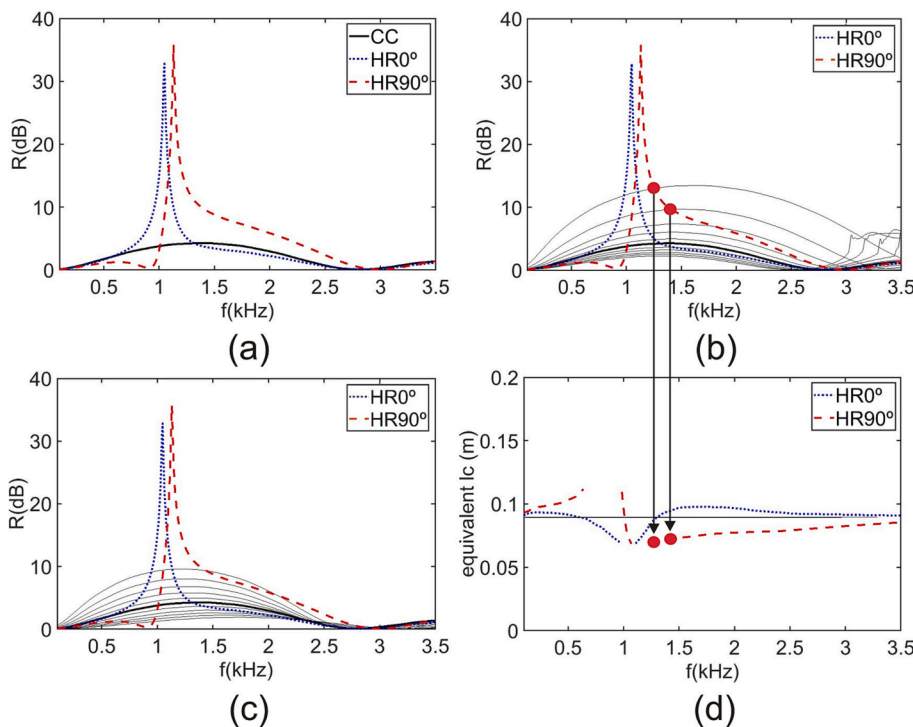 40
30
20
10
0
R(dB)
0.5 1 1.5 2 2.5 3 3.5
f(kHz)
CC
HR0º
HR90º
(a)
40
30
20
10
0
R(dB)
0.5 1 1.5 2 2.5 3 3.5
f(kHz)
HR0º
HR90º
(b)
40
30
20
10
0
R(dB)
0.5 1 1.5 2 2.5 3 3.5
f(kHz)
HR0º
HR90º
(c)
0.2
0.15
0.1
0.05
0
equivalent lc (m)
0.5 1 1.5 2 2.5 3 3.5
f(kHz)
HR0º
HR90º
(d)